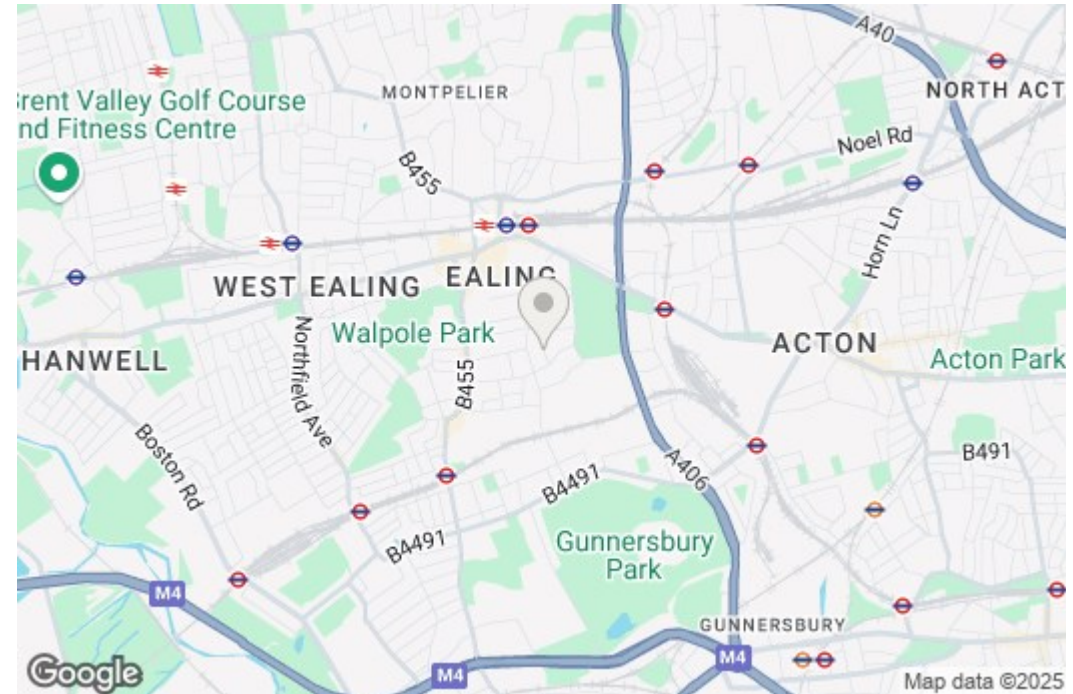 A40
MONTPELIER
NORTH ACT
Brent Valley Golf Course
nd Fitness Centre
Noel Rd
B455
Horn Ln
WEST EALING
EALING
Walpole Park
ACTON
HANWELL
Acton Park
Northfield Ave
B455
Boston Rd
B491
A406
B4491
B4491
Gunnersbury
Park
M4
GUNNERSBURY
M4
M4
Google
Map data ©2025